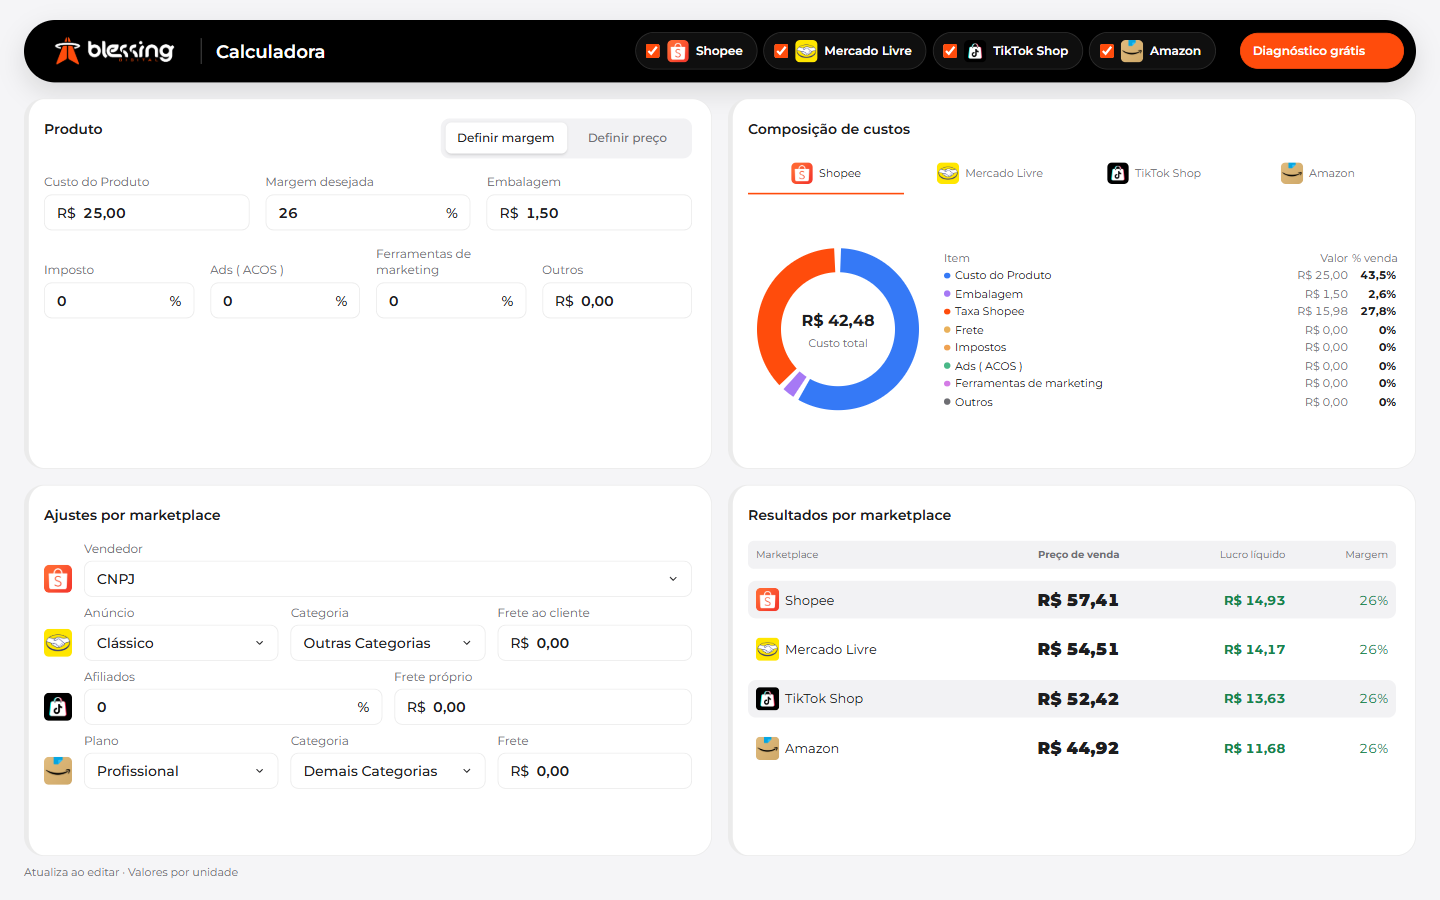 blessing
DIGITAL
Calculadora
Shopee
Mercado Livre
TikTok Shop
Amazon
Diagnóstico grátis
Produto
Definir margem
Definir preço
Custo do Produto
Margem desejada
Embalagem
R$ 25,00
26 %
R$ 1,50
Imposto
Ads ( ACOS )
Ferramentas de
marketing
Outros
0 %
0 %
0 %
R$ 0,00
Composição de custos
Shopee
Mercado Livre
TikTok Shop
Amazon
R$ 42,48
Custo total
Item Valor % venda
Custo do Produto R$ 25,00 43,5%
Embalagem R$ 1,50 2,6%
Taxa Shopee R$ 15,98 27,8%
Frete R$ 0,00 0%
Impostos R$ 0,00 0%
Ads ( ACOS ) R$ 0,00 0%
Ferramentas de marketing R$ 0,00 0%
Outros R$ 0,00 0%
Ajustes por marketplace
Vendedor
CNPJ
Anúncio
Categoria
Frete ao cliente
Clássico
Outras Categorias
R$ 0,00
Afiliados
Frete próprio
0 %
R$ 0,00
Plano
Categoria
Frete
Profissional
Demais Categorias
R$ 0,00
Resultados por marketplace
Marketplace Preço de venda Lucro líquido Margem
Shopee R$ 57,41 R$ 14,93 26%
Mercado Livre R$ 54,51 R$ 14,17 26%
TikTok Shop R$ 52,42 R$ 13,63 26%
Amazon R$ 44,92 R$ 11,68 26%
Atualiza ao editar · Valores por unidade